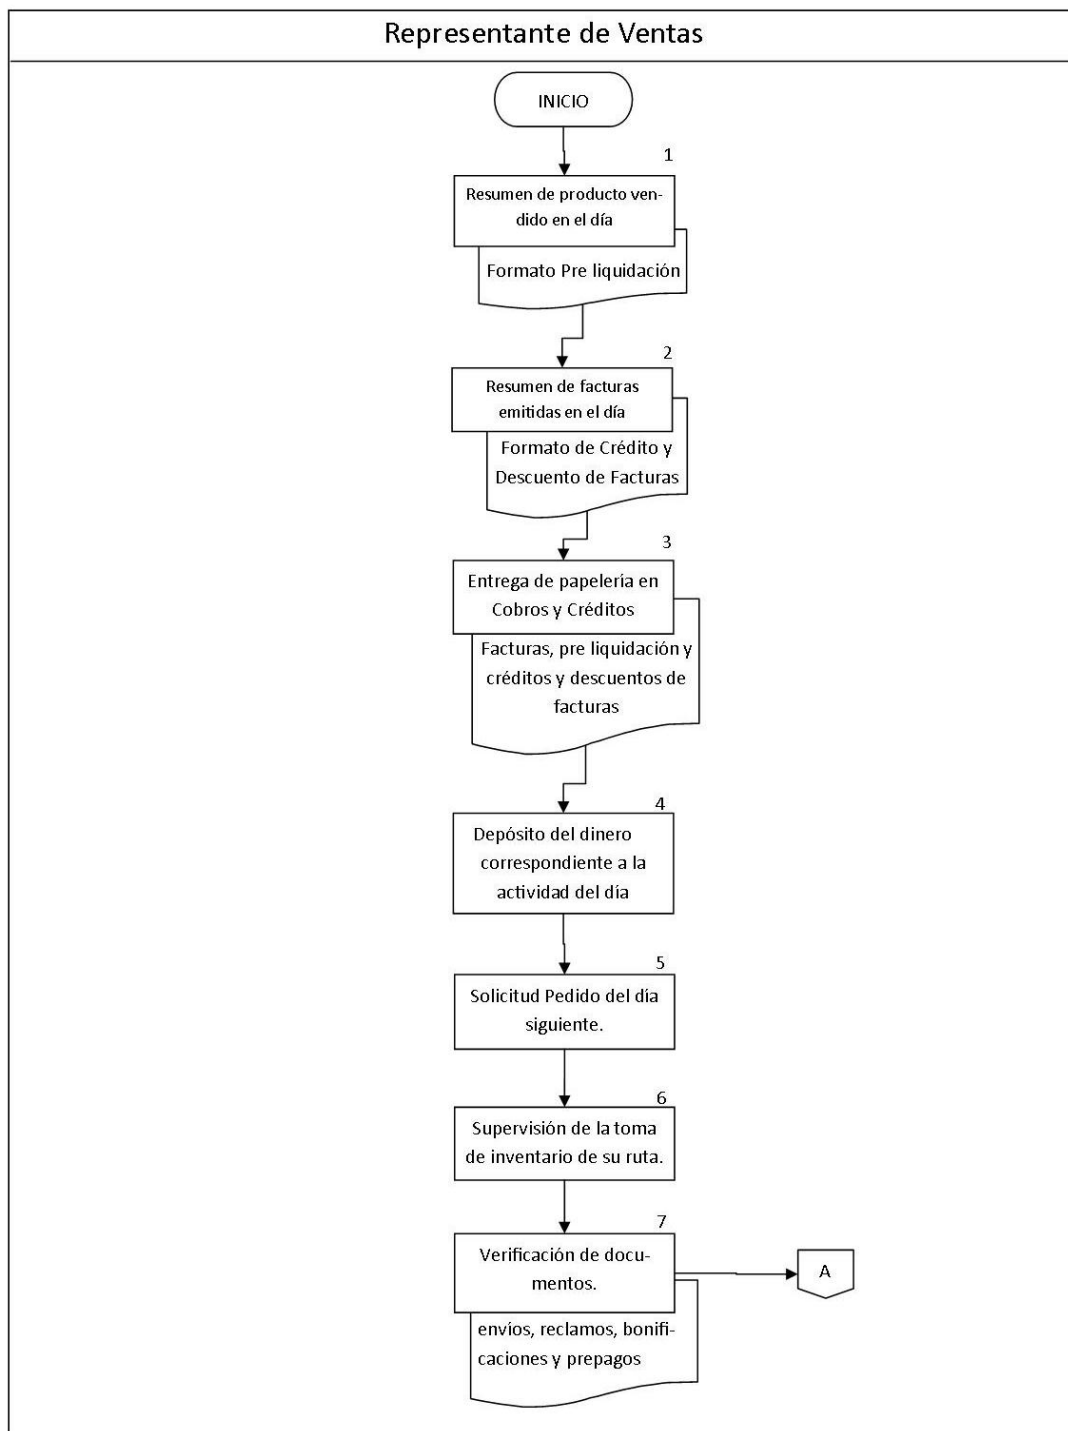 Representante de Ventas
INICIO
1
Resumen de producto ven-
dido en el día
Formato Pre liquidación
2
Resumen de facturas
emitidas en el día
Formato de Crédito y
Descuento de Facturas
3
Entrega de papelería en
Cobros y Créditos
Facturas, pre liquidación y
créditos y descuentos de
facturas
4
Depósito del dinero
correspondiente a la
actividad del día
5
Solicitud Pedido del día
siguiente.
6
Supervisión de la toma
de inventario de su ruta.
7
Verificación de docu-
mentos.
A
envíos, reclamos, bonifi-
caciones y prepagos